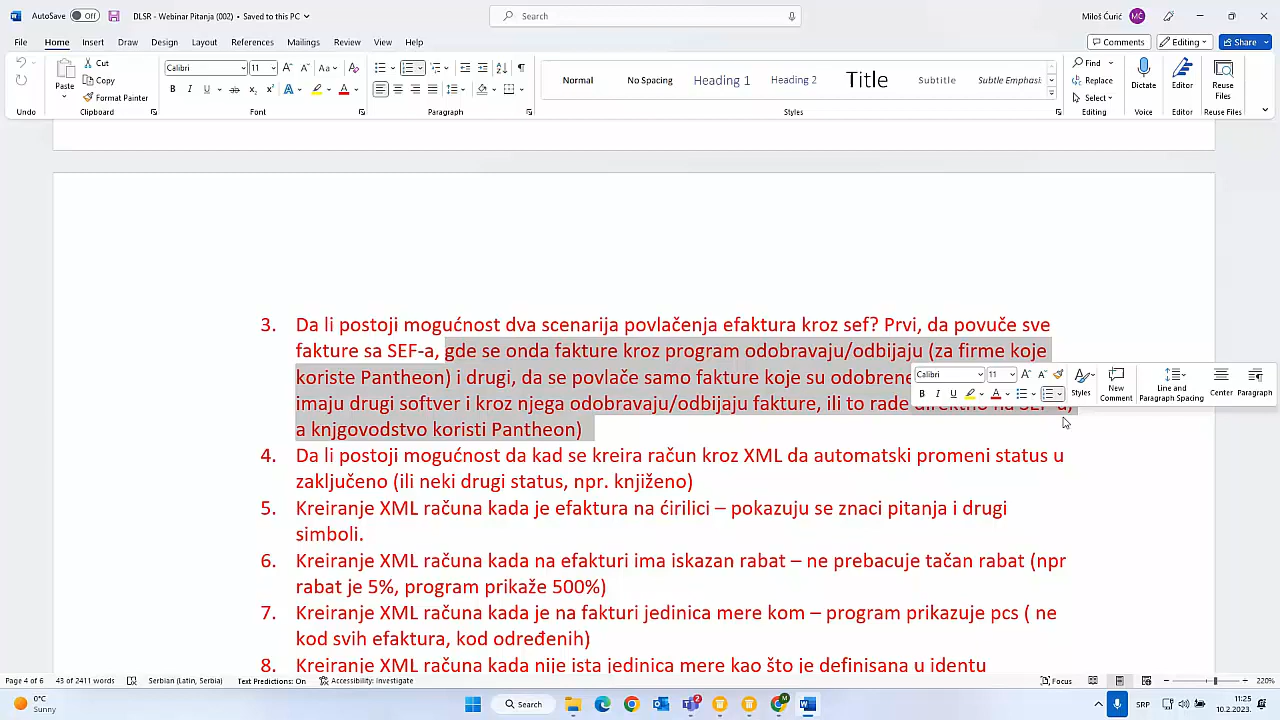 AutoSave Off DLSR - Webinar Pitanja (002) • Saved to this PC Search Miloš Ćurić MĆ
File Home Insert Draw Design Layout References Mailings Review View Help Comments Editing Share
Calibri 11 Normal No Spacing Heading 1 Heading 2 Title Subtitle Subtle Emphasi
Paste Cut Copy Format Painter Find Replace Select Dictate Editor Reuse Files
Undo Clipboard Font Paragraph Styles Editing Voice Editor Reuse Files
3. Da li postoji mogućnost dva scenarija povlačenja efaktura kroz sef? Prvi, da povuče sve
fakture sa SEF-a, gde se onda fakture kroz program odobravaju/odbijaju (za firme koje
koriste Pantheon) i drugi, da se povlače samo fakture koje su odobrene
imaju drugi softver i kroz njega odobravaju/odbijaju fakture, ili to rade direktno na SEF-a,
a knjgovodstvo koristi Pantheon)
Calibri 11 Styles New Comment Line and Paragraph Spacing Center Paragraph
4. Da li postoji mogućnost da kad se kreira račun kroz XML da automatski promeni status u
zaključeno (ili neki drugi status, npr. knjiženo)
5. Kreiranje XML računa kada je efaktura na ćirilici – pokazuju se znaci pitanja i drugi
simboli.
6. Kreiranje XML računa kada na efakturi ima iskazan rabat – ne prebacuje tačan rabat (npr
rabat je 5%, program prikaže 500%)
7. Kreiranje XML računa kada je na fakturi jedinica mere kom – program prikazuje pcs ( ne
kod svih efaktura, kod određenih)
8. Kreiranje XML računa kada nije ista jedinica mere kao što je definisana u identu
Page 4 of 6 43 of 2411 words Serbian (Latin, Serbia) Text Predictions: On Accessibility: Investigate Focus 220%
0°C Sunny Search 2 SRP 11:25 10.2.2023.